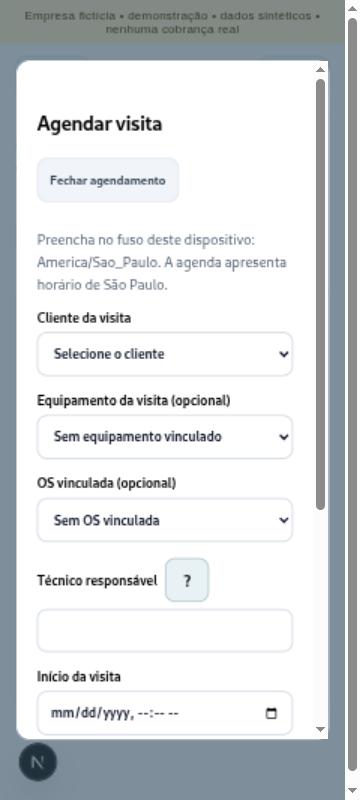 Empresa fictícia • demonstração • dados sintéticos •
nenhuma cobrança real
Agendar visita
Fechar agendamento
Preencha no fuso deste dispositivo:
America/Sao_Paulo. A agenda apresenta
horário de São Paulo.
Cliente da visita
Selecione o cliente
Equipamento da visita (opcional)
Sem equipamento vinculado
OS vinculada (opcional)
Sem OS vinculada
Técnico responsável ?
Início da visita
mm/dd/yyyy, --:-- --
N